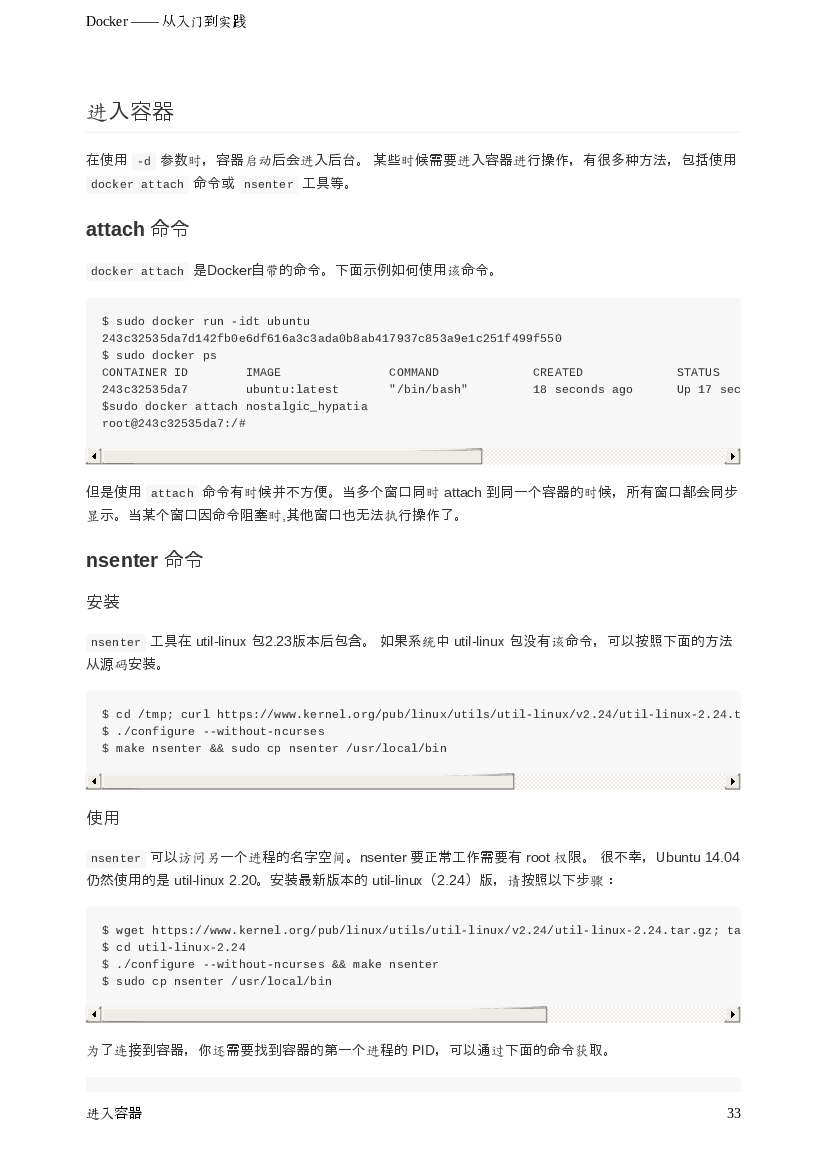 Docker —— 从入门到实践
进入容器
在使用 -d 参数时，容器启动后会进入后台。 某些时候需要进入容器进行操作，有很多种方法，包括使用
docker attach 命令或 nsenter 工具等。
attach 命令
docker attach 是Docker自带的命令。下面示例如何使用该命令。
$ sudo docker run -idt ubuntu
243c32535da7d142fb0e6df616a3c3ada0b8ab417937c853a9e1c251f499f550
$ sudo docker ps
CONTAINER ID        IMAGE               COMMAND             CREATED             STATUS
243c32535da7        ubuntu:latest       "/bin/bash"         18 seconds ago      Up 17 sec
$sudo docker attach nostalgic_hypatia
root@243c32535da7:/#
但是使用 attach 命令有时候并不方便。当多个窗口同时 attach 到同一个容器的时候，所有窗口都会同步
显示。当某个窗口因命令阻塞时,其他窗口也无法执行操作了。
nsenter 命令
安装
nsenter 工具在 util-linux 包2.23版本后包含。 如果系统中 util-linux 包没有该命令，可以按照下面的方法
从源码安装。
$ cd /tmp; curl https://www.kernel.org/pub/linux/utils/util-linux/v2.24/util-linux-2.24.t
$ ./configure --without-ncurses
$ make nsenter && sudo cp nsenter /usr/local/bin
使用
nsenter 可以访问另一个进程的名字空间。nsenter 要正常工作需要有 root 权限。 很不幸，Ubuntu 14.04
仍然使用的是 util-linux 2.20。安装最新版本的 util-linux（2.24）版，请按照以下步骤：
$ wget https://www.kernel.org/pub/linux/utils/util-linux/v2.24/util-linux-2.24.tar.gz; ta
$ cd util-linux-2.24
$ ./configure --without-ncurses && make nsenter
$ sudo cp nsenter /usr/local/bin
为了连接到容器，你还需要找到容器的第一个进程的 PID，可以通过下面的命令获取。
进入容器
33